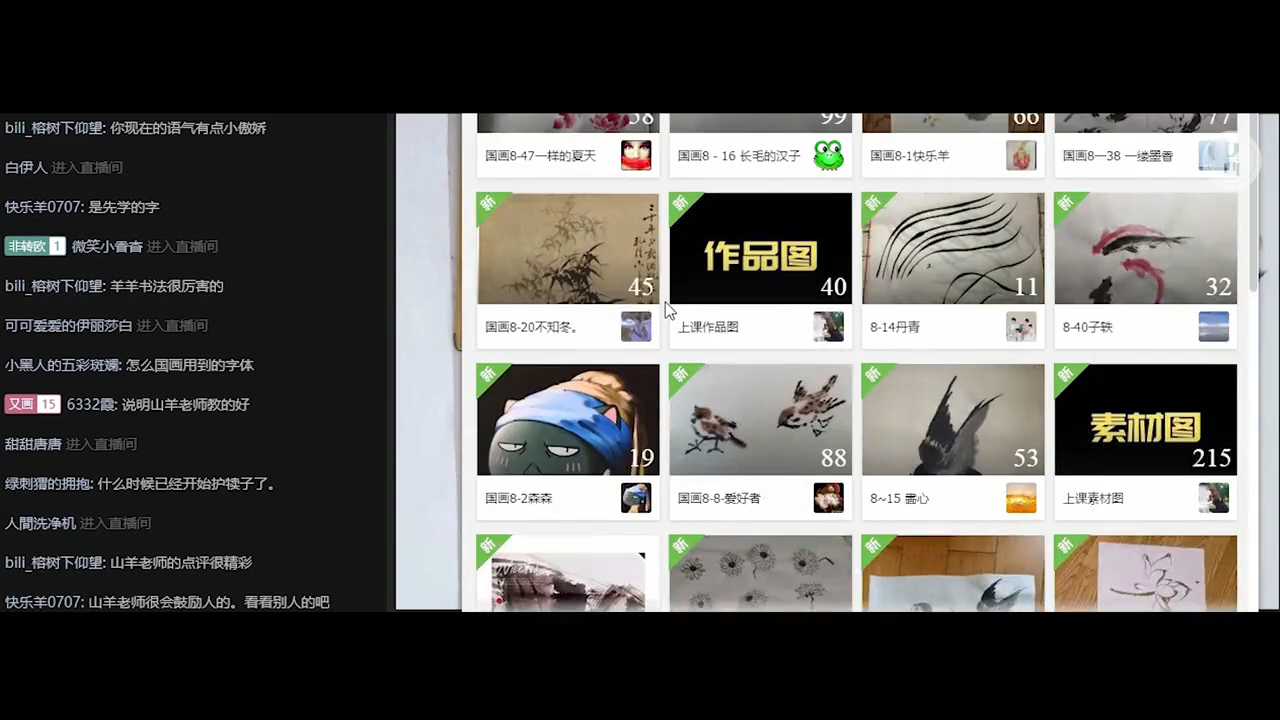 bili_榕树下仰望: 你现在的语气有点小傲娇
白伊人 进入直播间
快乐羊0707: 是先学的字
非转欧 1 微笑小香畬 进入直播间
bili_榕树下仰望: 羊羊书法很厉害的
可可爱爱的伊丽莎白 进入直播间
小黑人的五彩斑斓: 怎么国画用到的字体
又画 15 6332霞: 说明山羊老师教的好
甜甜唐唐 进入直播间
绿刺猬的拥抱: 什么时候已经开始护犊子了。
人間洗净机 进入直播间
bili_榕树下仰望: 山羊老师的点评很精彩
快乐羊0707: 山羊老师很会鼓励人的。看看别人的吧
58 99 66 77
国画8-47一样的夏天
国画8 - 16 长毛的汉子
国画8-1快乐羊
国画8—38 一缕墨香
新 45
新 作品图 40
新 11
新 32
国画8-20不知冬。
上课作品图
8-14丹青
8-40子轶
新 19
新 88
新 53
新 素材图 215
国画8-2森森
国画8-8-爱好者
8~15 需心
上课素材图
新 新 新 新